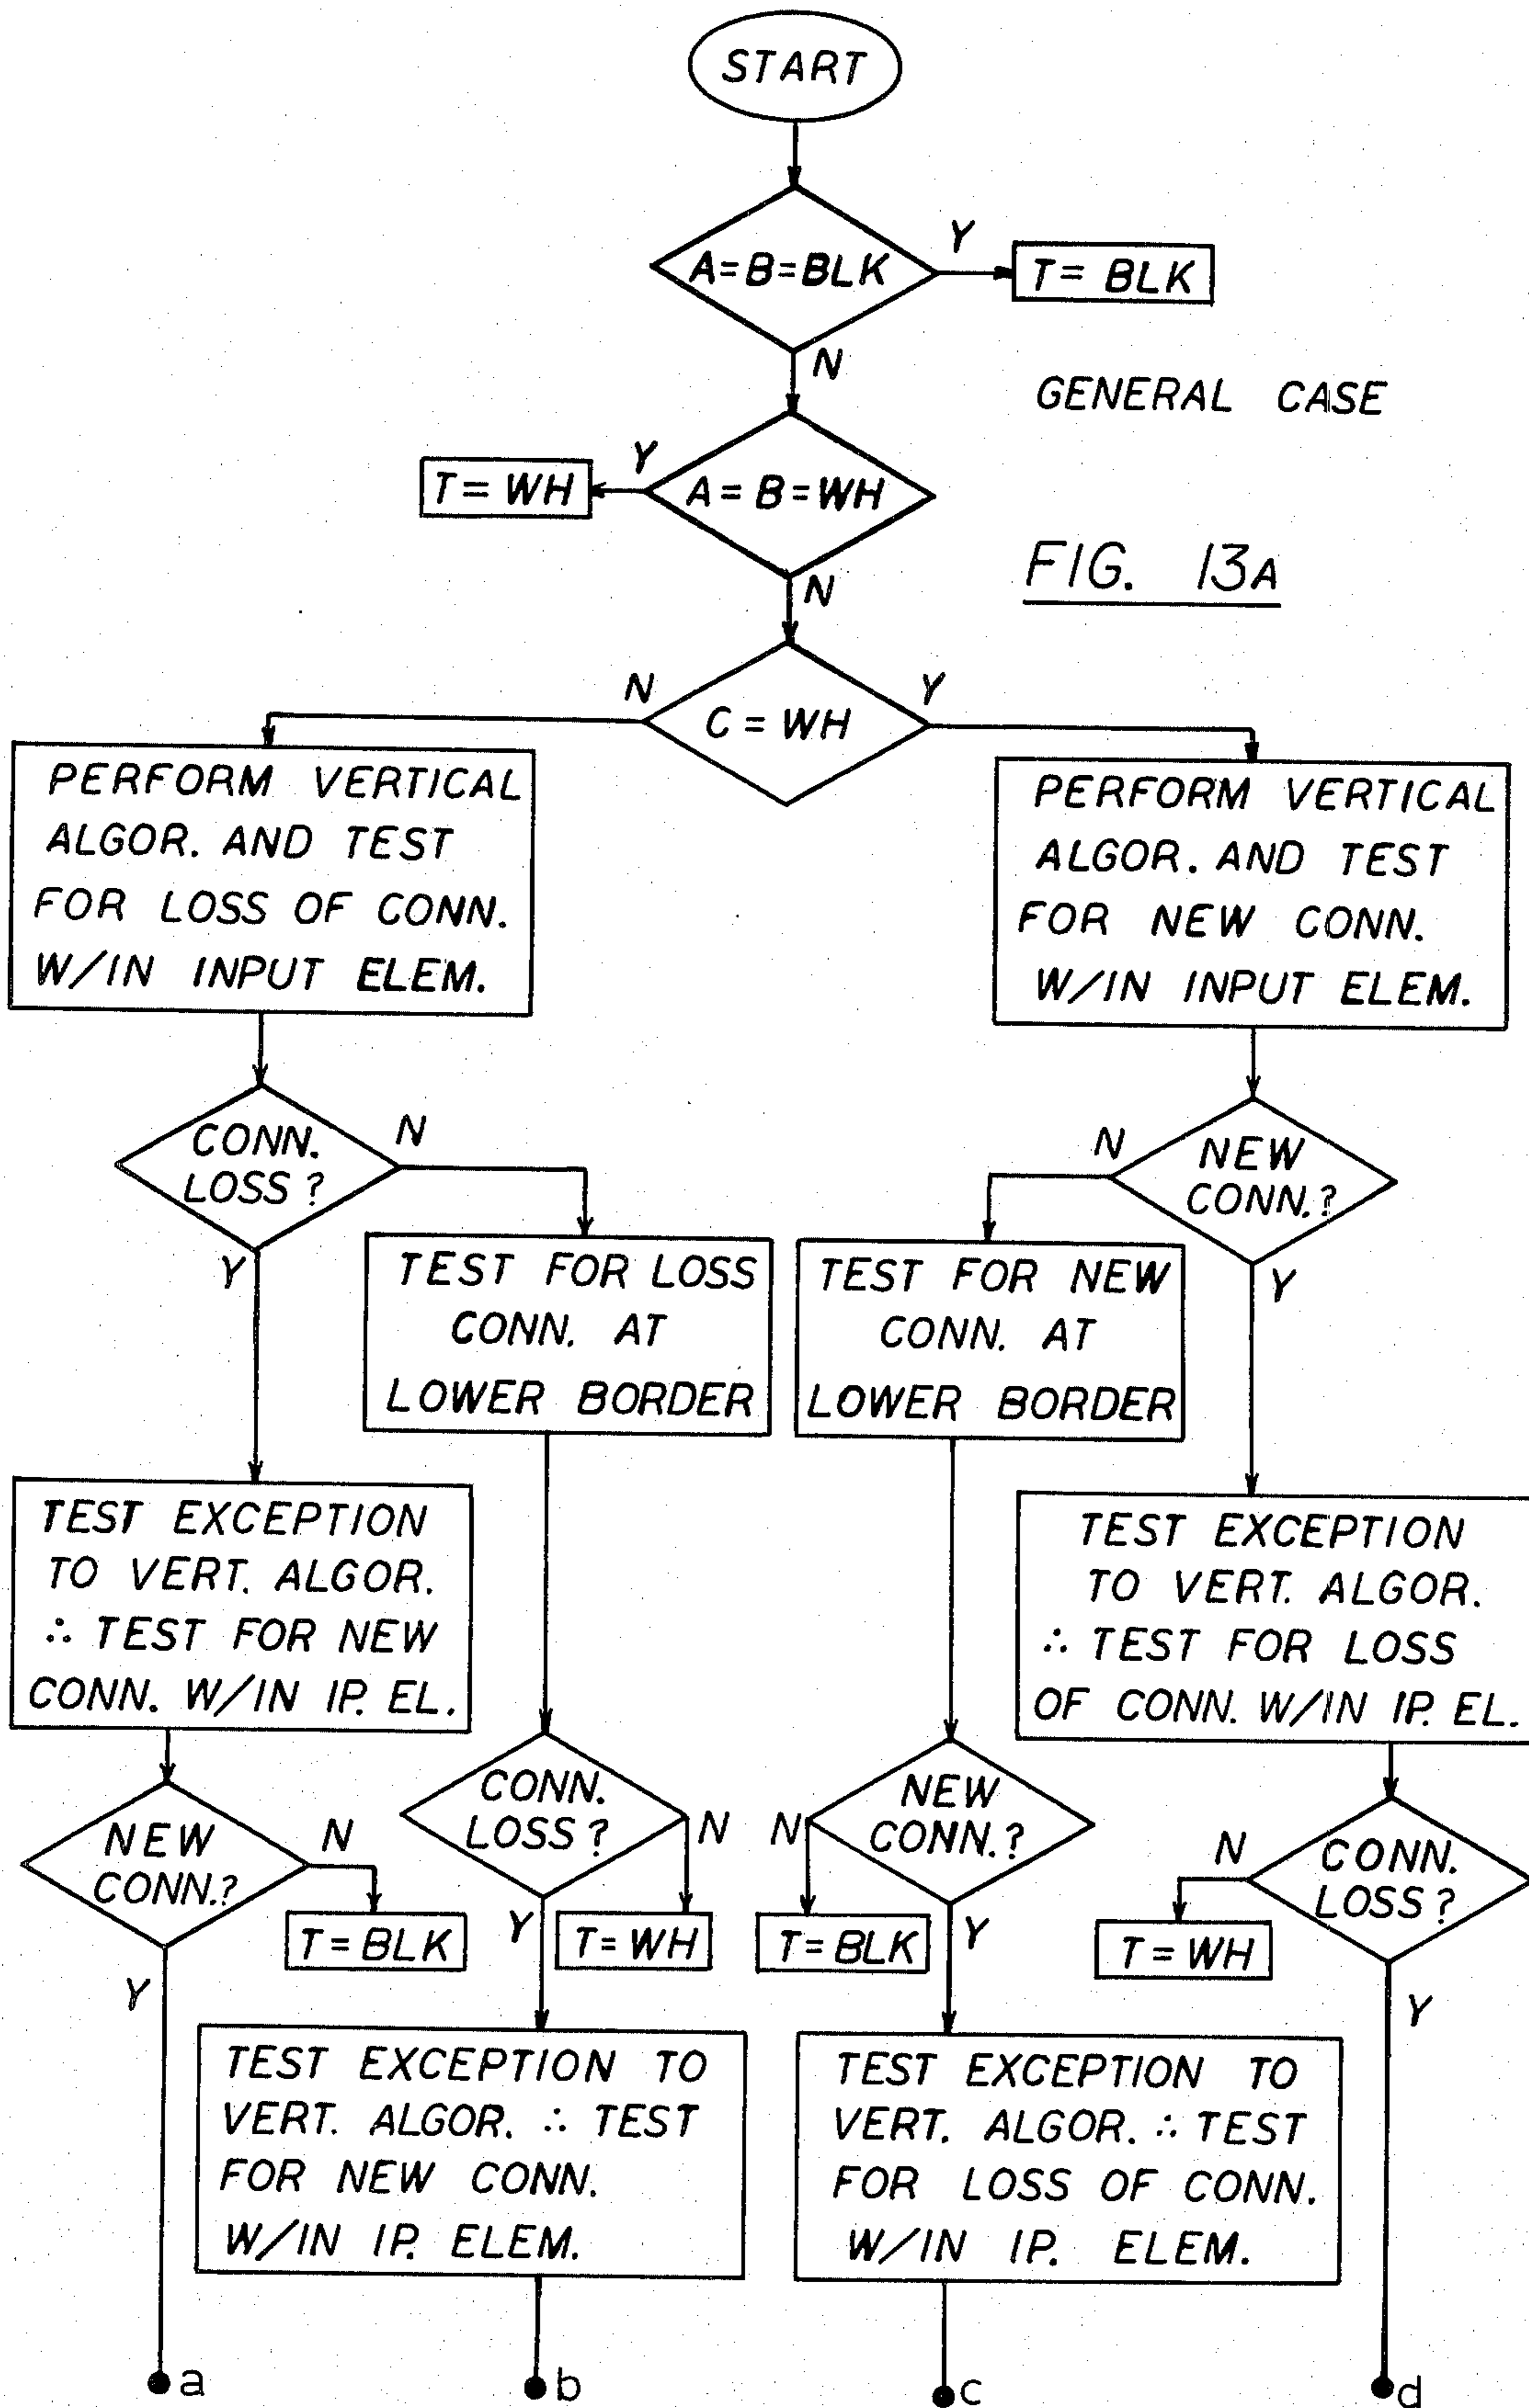 START
A=B=BLK
Y
T= BLK
N
GENERAL CASE
Y
T= WH
A= B=WH
FIG. 13A
N
N
Y
C = WH
PERFORM VERTICAL
ALGOR. AND TEST
FOR LOSS OF CONN.
W/IN INPUT ELEM.
PERFORM VERTICAL
ALGOR. AND TEST
FOR NEW CONN.
W/IN INPUT ELEM.
CONN.
LOSS?
N
Y
N
NEW
CONN.?
Y
TEST FOR LOSS
CONN. AT
LOWER BORDER
TEST FOR NEW
CONN. AT
LOWER BORDER
TEST EXCEPTION
TO VERT. ALGOR.
∴ TEST FOR NEW
CONN. W/IN IP. EL.
TEST EXCEPTION
TO VERT. ALGOR.
∴ TEST FOR LOSS
OF CONN. W/IN IP. EL.
NEW
CONN.?
N
T=BLK
Y
CONN.
LOSS?
N
Y
T=WH
N
NEW
CONN.?
T=BLK
Y
N
CONN.
LOSS?
T=WH
Y
TEST EXCEPTION TO
VERT. ALGOR. ∴ TEST
FOR NEW CONN.
W/IN IP. ELEM.
TEST EXCEPTION TO
VERT. ALGOR. ∴ TEST
FOR LOSS OF CONN.
W/IN IP. ELEM.
a
b
c
d